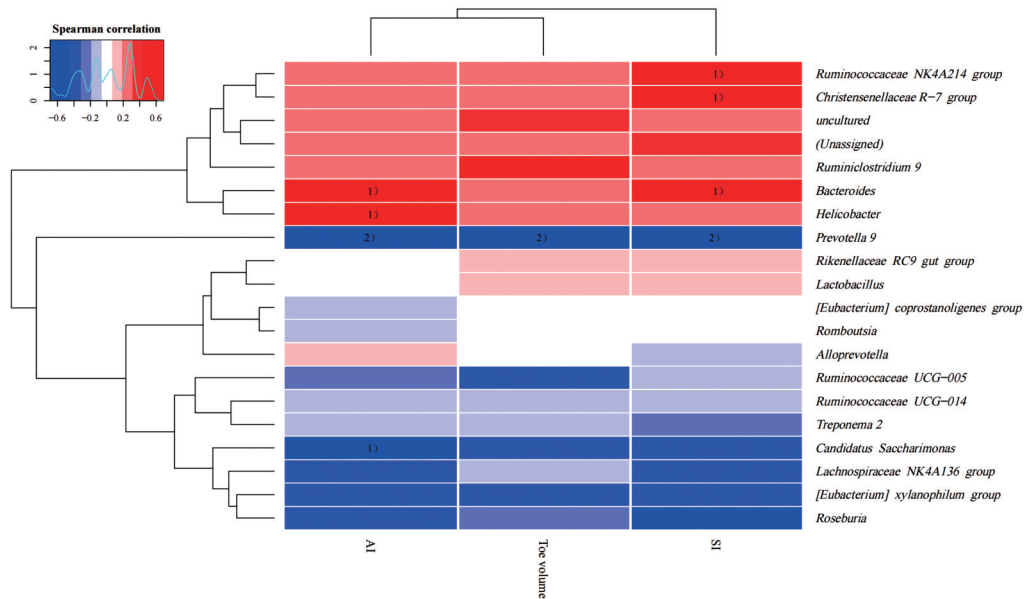 Spearman correlation
2
1
0
−0.6
−0.2
0.2
0.6
1) Ruminococcaceae NK4A214 group
1) Christensenellaceae R−7 group
uncultured
(Unassigned)
Ruminiclostridium 9
1) 1) Bacteroides
1) Helicobacter
2) 2) 2) Prevotella 9
Rikenellaceae RC9 gut group
Lactobacillus
[Eubacterium] coprostanoligenes group
Romboutsia
Alloprevotella
Ruminococcaceae UCG−005
Ruminococcaceae UCG−014
Treponema 2
1) Candidatus Saccharimonas
Lachnospiraceae NK4A136 group
[Eubacterium] xylanophilum group
Roseburia
AI
Toe volume
SI